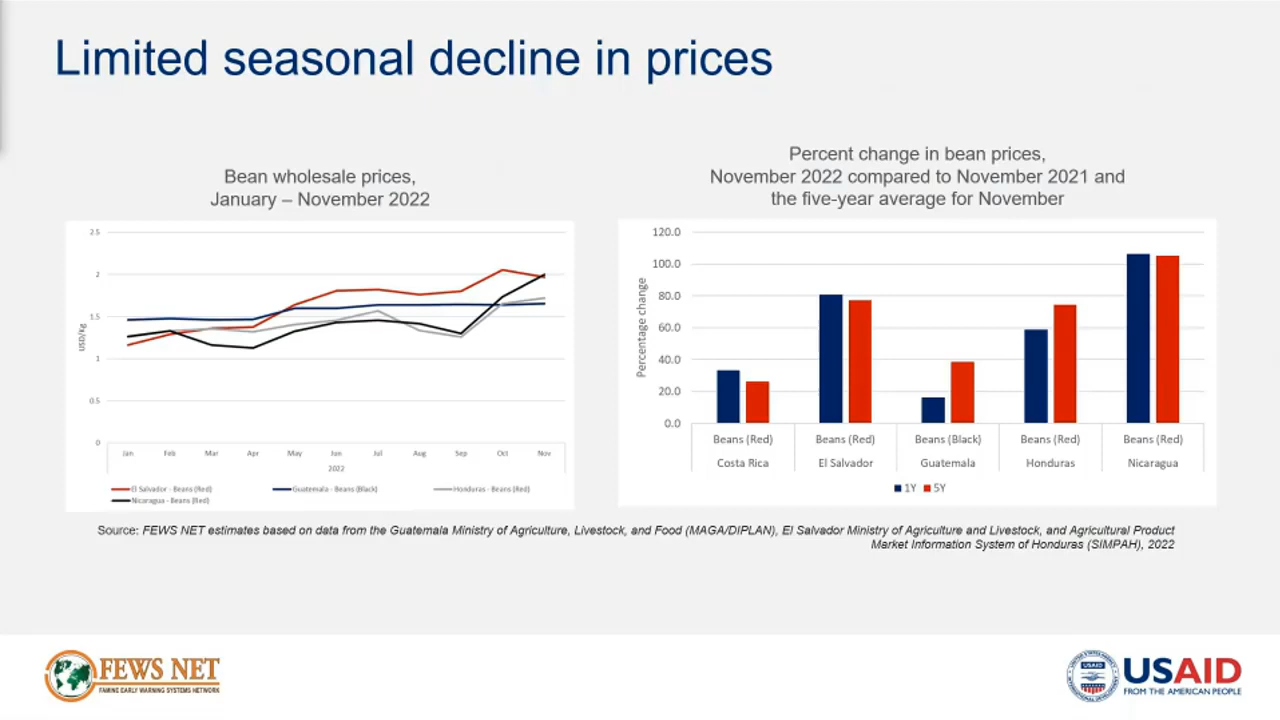 Limited seasonal decline in prices
Bean wholesale prices,
January – November 2022
2.5
2
1.5
1
0.5
0
USD/Kg
Jan Feb Mar Apr May Jun Jul Aug Sep Oct Nov
2022
El Salvador - Beans (Red) Guatemala - Beans (Black) Honduras - Beans (Red)
Nicaragua - Beans (Red)
Percent change in bean prices,
November 2022 compared to November 2021 and
the five-year average for November
120.0
100.0
80.0
60.0
40.0
20.0
0.0
Percentage change
Beans (Red) Beans (Red) Beans (Black) Beans (Red) Beans (Red)
Costa Rica El Salvador Guatemala Honduras Nicaragua
1Y 5Y
Source: FEWS NET estimates based on data from the Guatemala Ministry of Agriculture, Livestock, and Food (MAGA/DIPLAN), El Salvador Ministry of Agriculture and Livestock, and Agricultural Product
Market Information System of Honduras (SIMPAH), 2022
FEWS NET
FAMINE EARLY WARNING SYSTEMS NETWORK
USAID
USAID
FROM THE AMERICAN PEOPLE